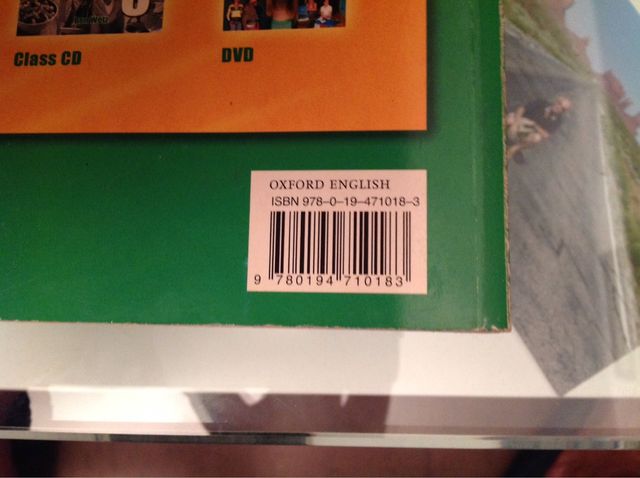 Class CD
DVD
OXFORD ENGLISH
ISBN 978–0–19–471018–3
9 780194 710183